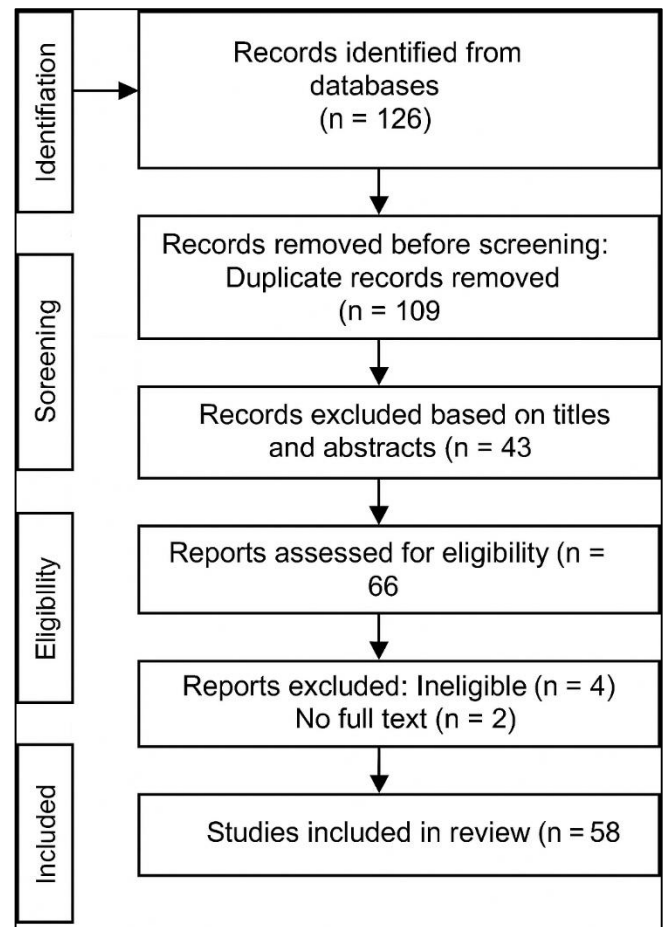 Identifiation
Records identified from
databases
(n = 126)
Records removed before screening:
Duplicate records removed
(n = 109
Soreening
Records excluded based on titles
and abstracts (n = 43
Eligibility
Reports assessed for eligibility (n =
66
Reports excluded: Ineligible (n = 4)
No full text (n = 2)
Included
Studies included in review (n = 58